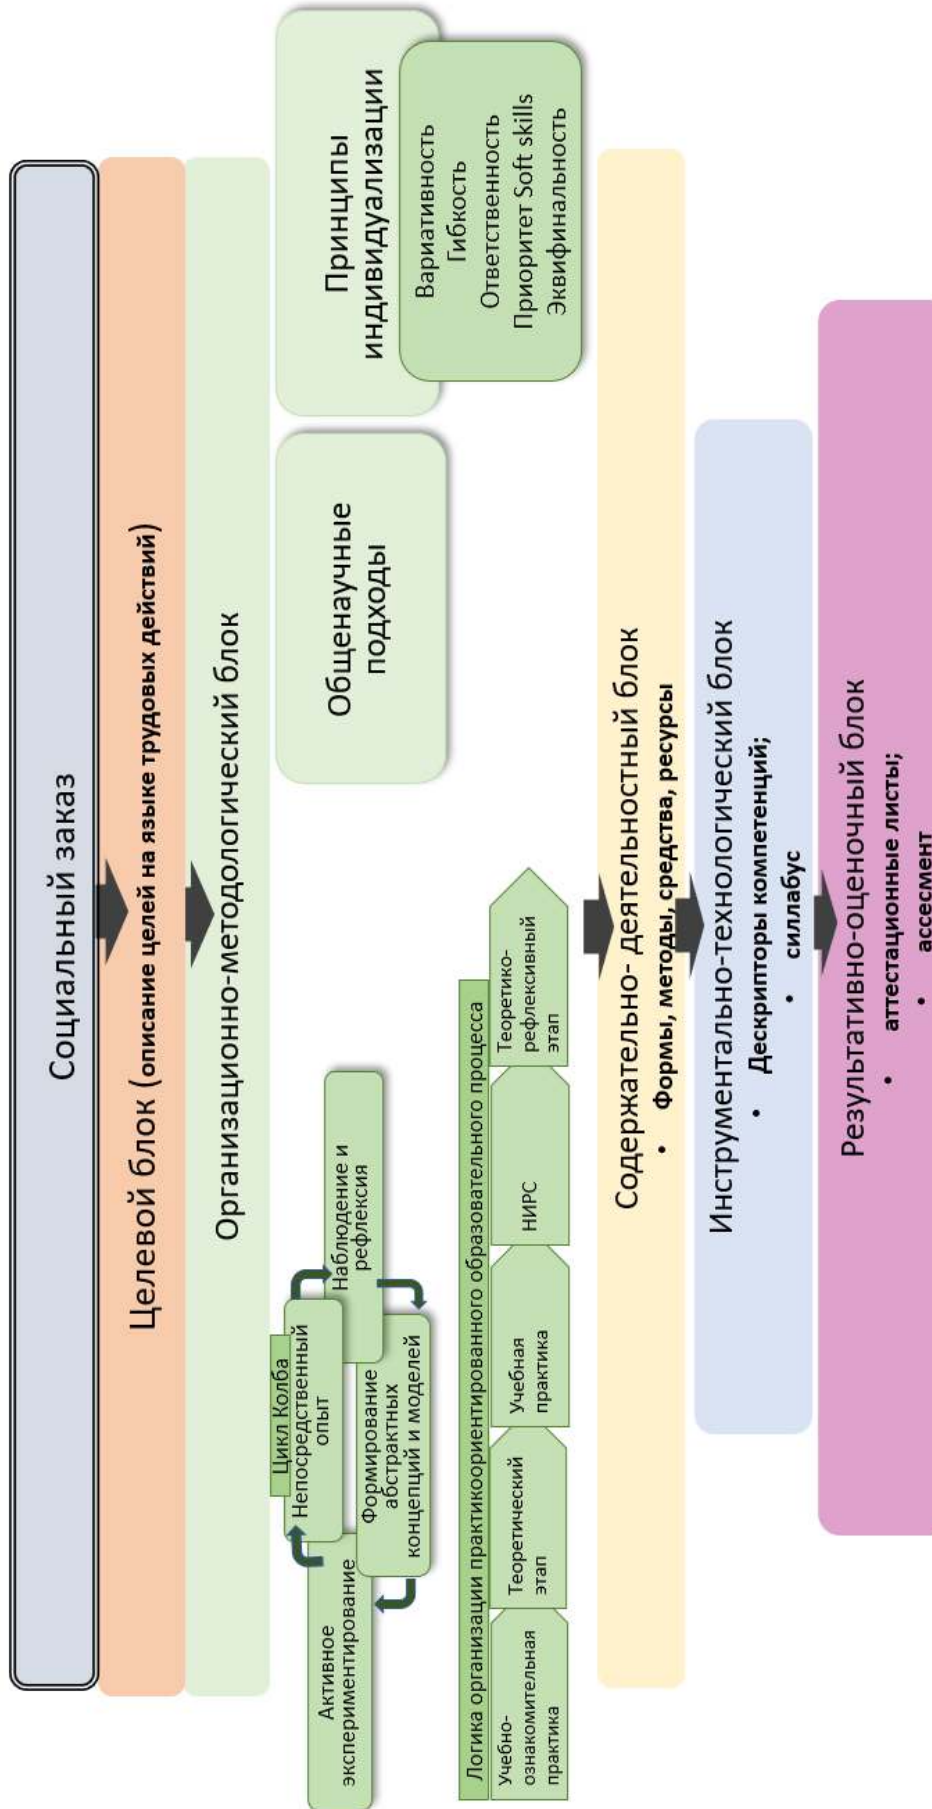 Социальный заказ
Целевой блок (описание целей на языке трудовых действий)
Организационно-методологический блок
Цикл Колба
Непосредственный
опыт
Наблюдение и
рефлексия
Формирование
абстрактных
концепций и моделей
Активное
экспериментирование
Общенаучные
подходы
Принципы
индивидуализации
Вариативность
Гибкость
Ответственность
Приоритет Soft skills
Эквифинальность
Логика организации практикоориентированного образовательного процесса
Учебно-
ознакомительная
практика
Теоретический
этап
Учебная
практика
НИРС
Теоретико-
рефлексивный
этап
Содержательно- деятельностный блок
• Формы, методы, средства, ресурсы
Инструментально-технологический блок
• Дескрипторы компетенций;
• силлабус
Результативно-оценочный блок
• аттестационные листы;
• ассесмент